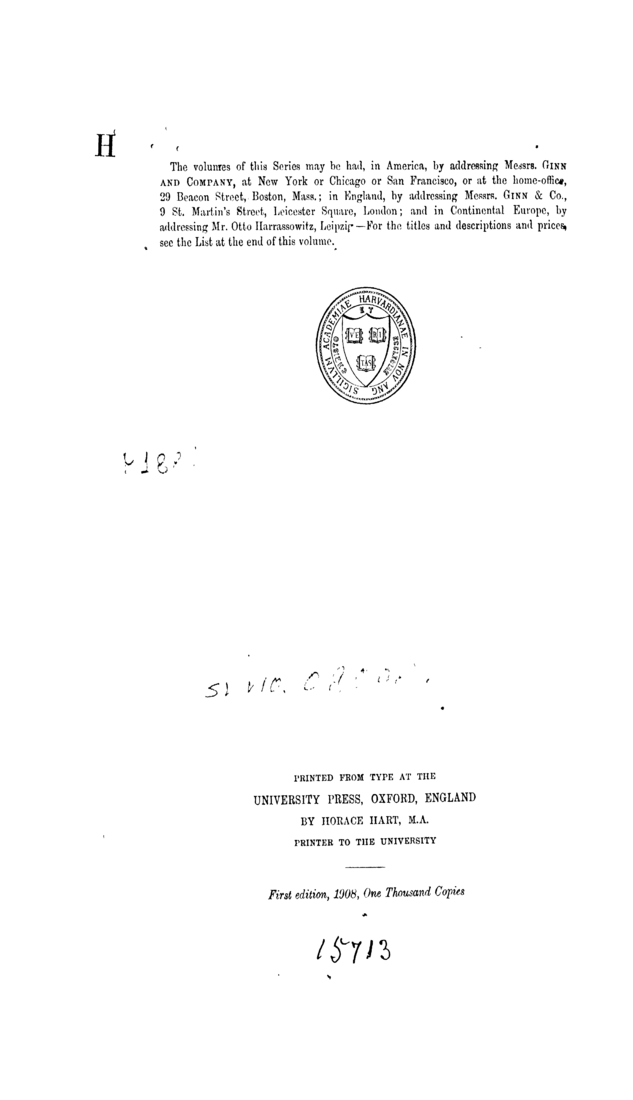 H
The volumes of this Series may be had, in America, by addressing Messrs. GINN
AND COMPANY, at New York or Chicago or San Francisco, or at the home-office,
29 Beacon Street, Boston, Mass.; in England, by addressing Messrs. GINN & Co.,
9 St. Martin's Street, Leicester Square, London; and in Continental Europe, by
addressing Mr. Otto Harrassowitz, Leipzig.—For the titles and descriptions and prices,
see the List at the end of this volume.
SIGILLVM ACADEMIAE HARVARDIANAE IN NOV ANG
ET
VE RI
TAS
PRINTED FROM TYPE AT THE
UNIVERSITY PRESS, OXFORD, ENGLAND
BY HORACE HART, M.A.
PRINTER TO THE UNIVERSITY
First edition, 1908, One Thousand Copies
15713